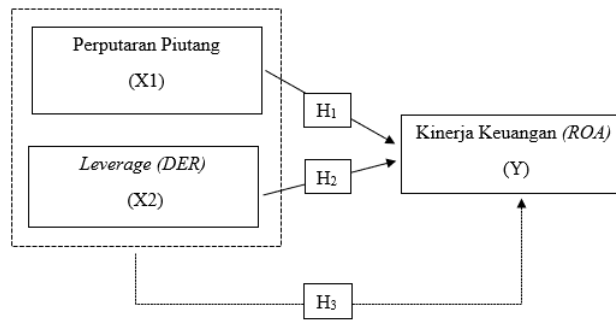 Perputaran Piutang
(X1)
H1
Kinerja Keuangan (ROA)
(Y)
Leverage (DER)
(X2)
H2
H3